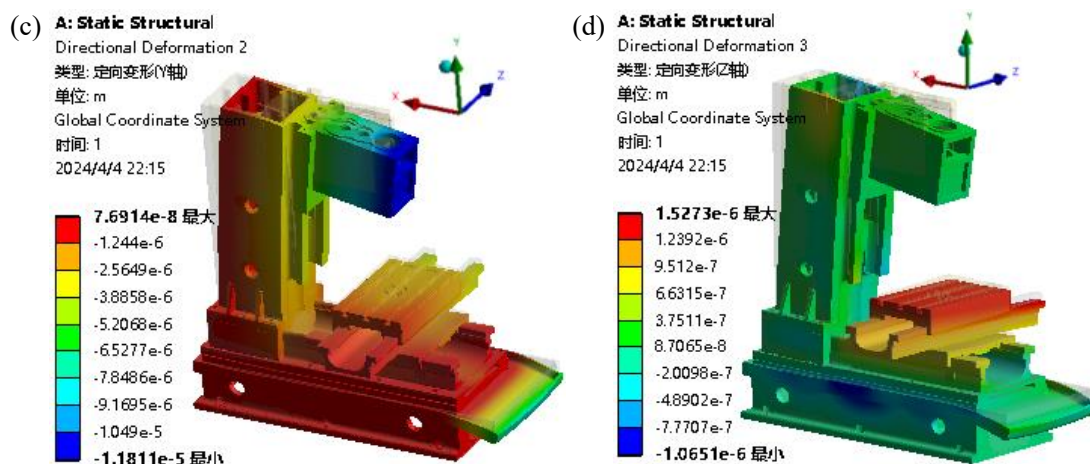 (c)
A: Static Structural
Directional Deformation 2
类型: 定向变形(Y轴)
单位: m
Global Coordinate System
时间: 1
2024/4/4 22:15
Y
X
Z
7.6914e-8 最大
-1.244e-6
-2.5649e-6
-3.8858e-6
-5.2068e-6
-6.5277e-6
-7.8486e-6
-9.1695e-6
-1.049e-5
-1.1811e-5 最小
(d)
A: Static Structural
Directional Deformation 3
类型: 定向变形(Z轴)
单位: m
Global Coordinate System
时间: 1
2024/4/4 22:15
Y
X
Z
1.5273e-6 最大
1.2392e-6
9.512e-7
6.6315e-7
3.7511e-7
8.7065e-8
-2.0098e-7
-4.8902e-7
-7.7707e-7
-1.0651e-6 最小